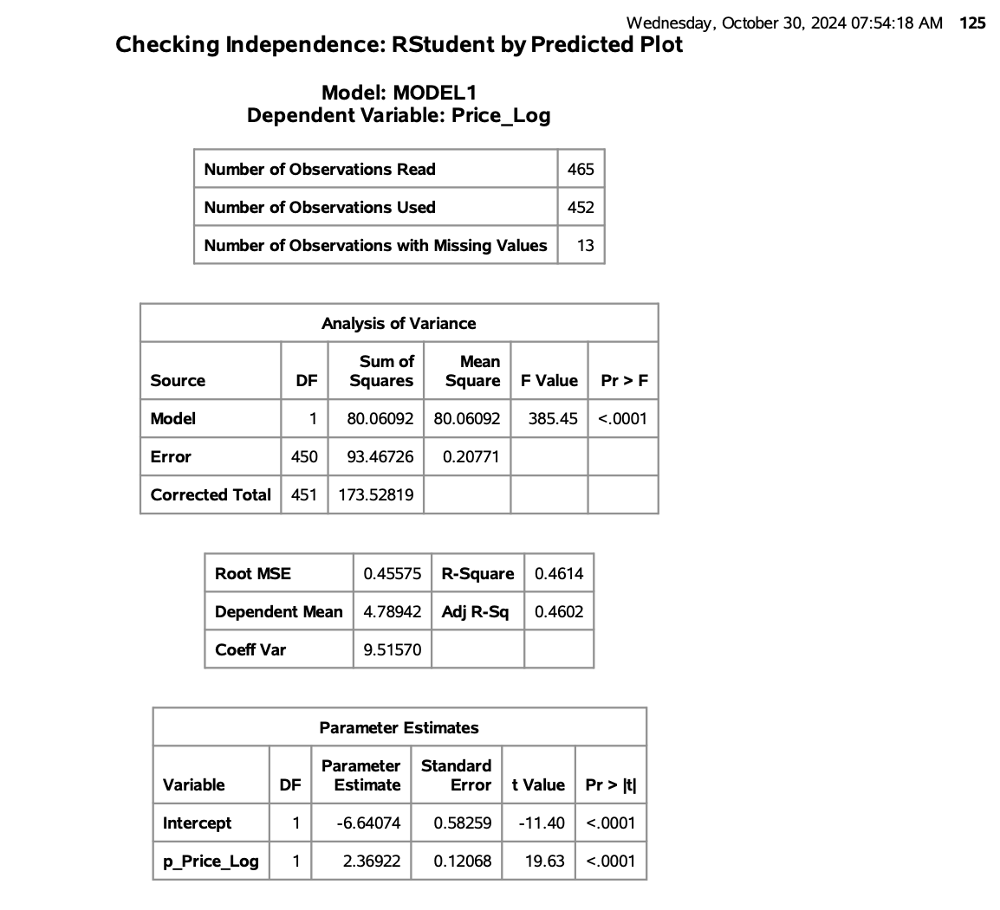 Wednesday, October 30, 2024 07:54:18 AM 125
Checking Independence: RStudent by Predicted Plot
Model: MODEL1
Dependent Variable: Price_Log
Number of Observations Read 465
Number of Observations Used 452
Number of Observations with Missing Values 13
Analysis of Variance
Source DF Sum of Squares Mean Square F Value Pr > F
Model 1 80.06092 80.06092 385.45 <.0001
Error 450 93.46726 0.20771
Corrected Total 451 173.52819
Root MSE 0.45575 R-Square 0.4614
Dependent Mean 4.78942 Adj R-Sq 0.4602
Coeff Var 9.51570
Parameter Estimates
Variable DF Parameter Estimate Standard Error t Value Pr > |t|
Intercept 1 -6.64074 0.58259 -11.40 <.0001
p_Price_Log 1 2.36922 0.12068 19.63 <.0001